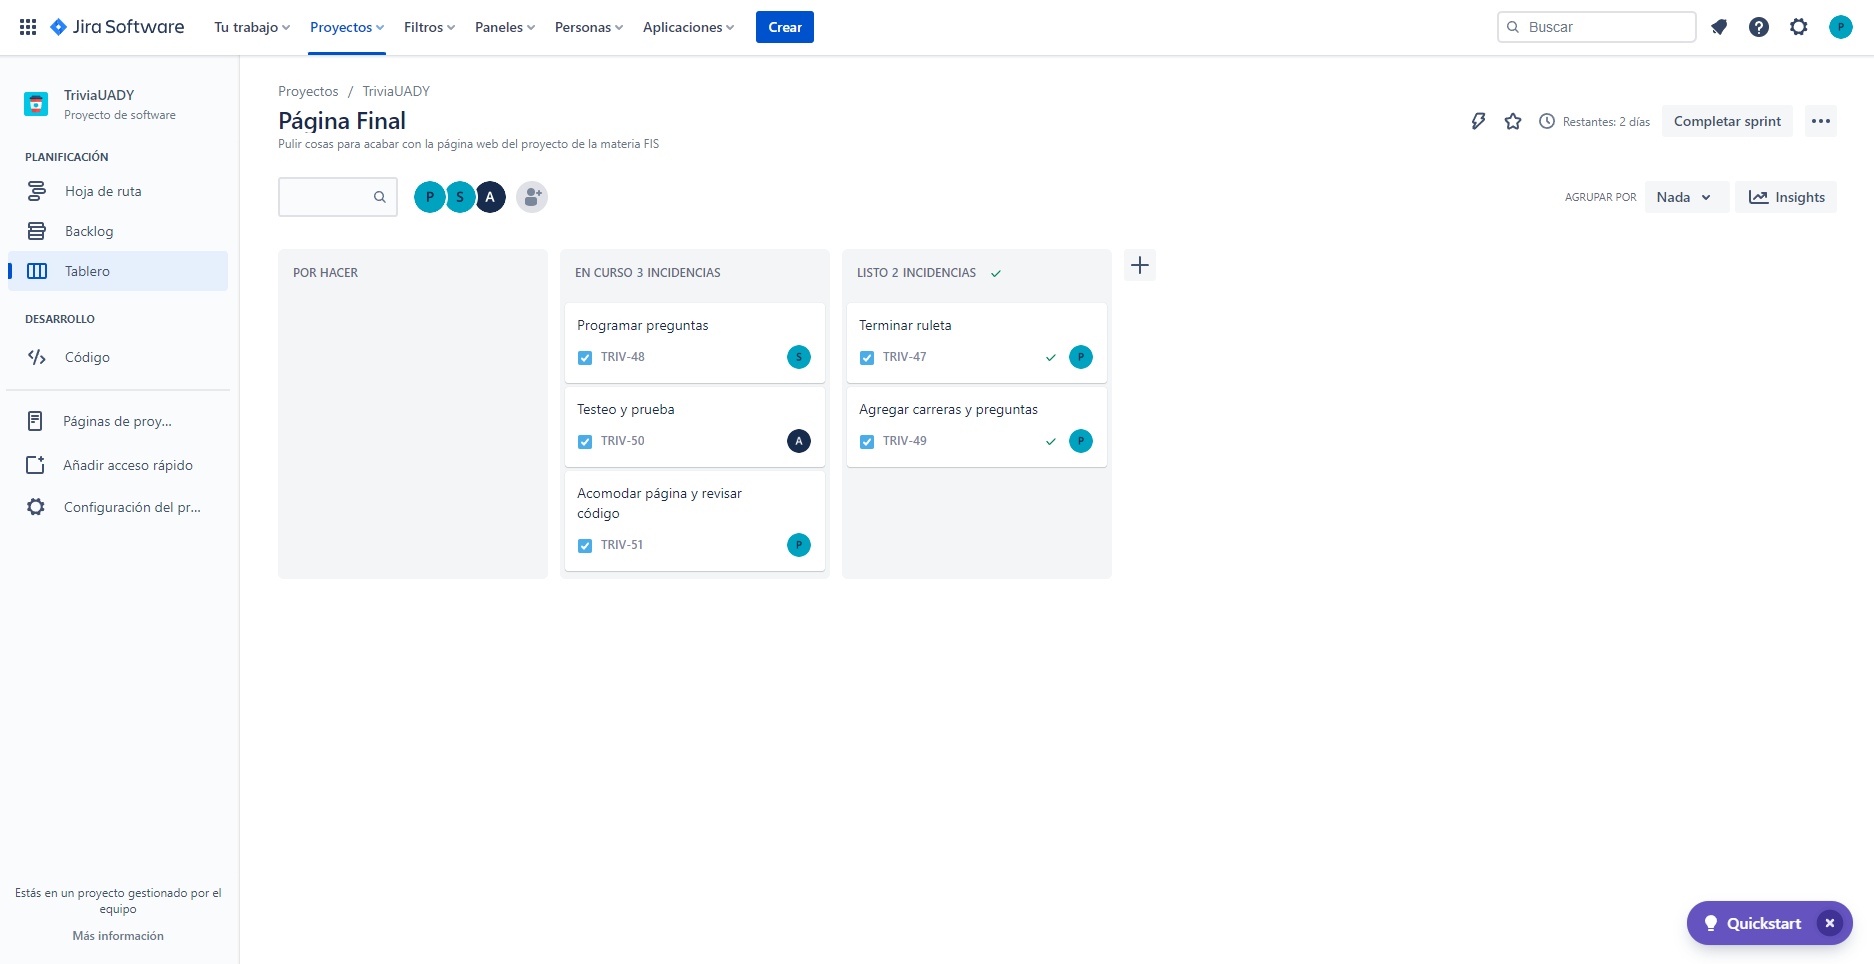 Jira Software
Tu trabajo
Proyectos
Filtros
Paneles
Personas
Aplicaciones
Crear
Buscar
P
TriviaUADY
Proyecto de software
PLANIFICACIÓN
Hoja de ruta
Backlog
Tablero
DESARROLLO
Código
Páginas de proy...
Añadir acceso rápido
Configuración del pr...
Estás en un proyecto gestionado por el
equipo
Más información
Proyectos / TriviaUADY
Página Final
Pulir cosas para acabar con la página web del proyecto de la materia FIS
Restantes: 2 días
Completar sprint
P S A
AGRUPAR POR
Nada
Insights
POR HACER
EN CURSO 3 INCIDENCIAS
Programar preguntas
TRIV-48
S
Testeo y prueba
TRIV-50
A
Acomodar página y revisar
código
TRIV-51
P
LISTO 2 INCIDENCIAS
Terminar ruleta
TRIV-47
P
Agregar carreras y preguntas
TRIV-49
P
Quickstart